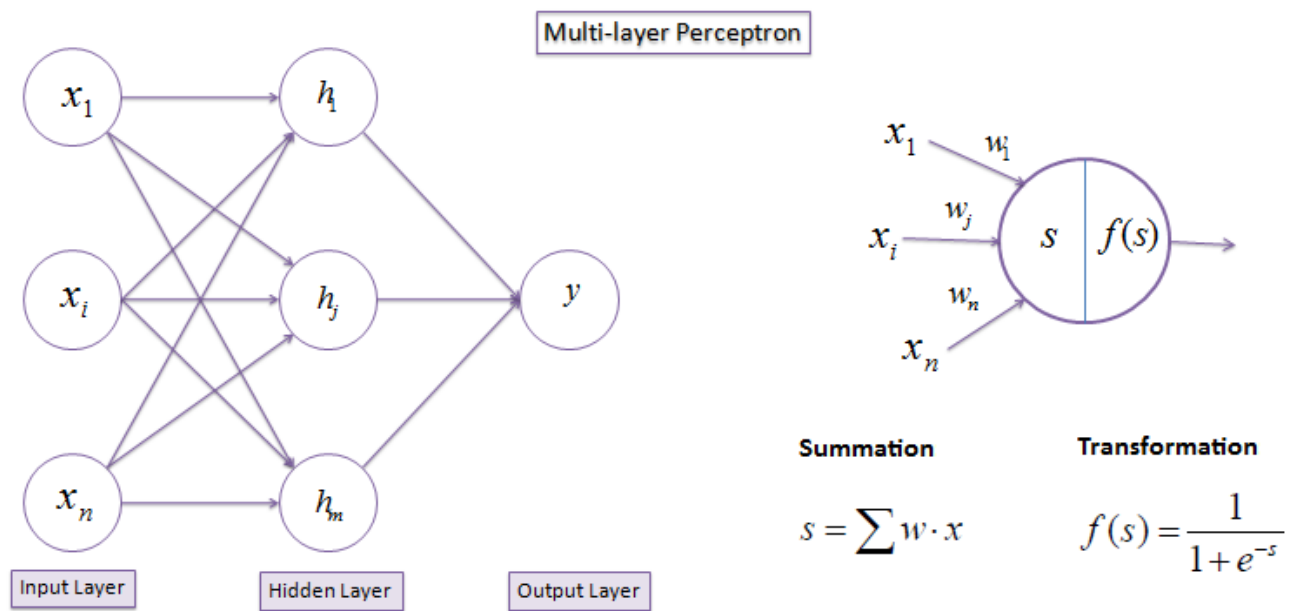 Multi-layer Perceptron
x₁
h₁
xᵢ
hⱼ
y
xₙ
hₘ
Input Layer
Hidden Layer
Output Layer
x₁
w₁
xᵢ
wⱼ
s
f(s)
wₙ
xₙ
Summation
Transformation
s = ∑ w · x
f(s) = 1 / (1 + e⁻ˢ)